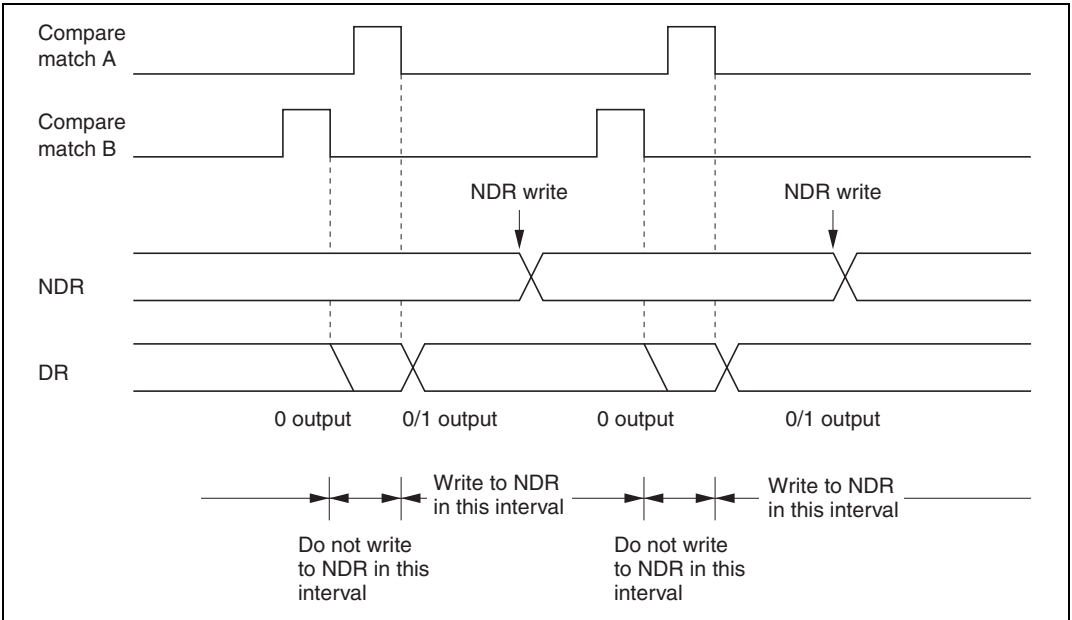 Compare
match A
Compare
match B
NDR write
NDR write
NDR
DR
0 output
0/1 output
0 output
0/1 output
Write to NDR
in this interval
Write to NDR
in this interval
Do not write
to NDR in this
interval
Do not write
to NDR in this
interval